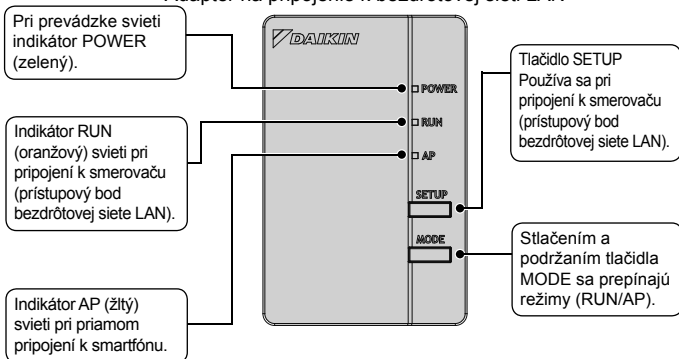 Adaptér na pripojenie k bezdrôtovej sieti LAN
Pri prevádzke svieti
indikátor POWER
(zelený).
Indikátor RUN
(oranžový) svieti pri
pripojení k smerovaču
(prístupový bod
bezdrôtovej siete LAN).
Indikátor AP (žltý)
svieti pri priamom
pripojení k smartfónu.
DAIKIN
POWER
RUN
AP
SETUP
MODE
Tlačidlo SETUP
Používa sa pri
pripojení k smerovaču
(prístupový bod
bezdrôtovej siete LAN).
Stlačením a
podržaním tlačidla
MODE sa prepínajú
režimy (RUN/AP).